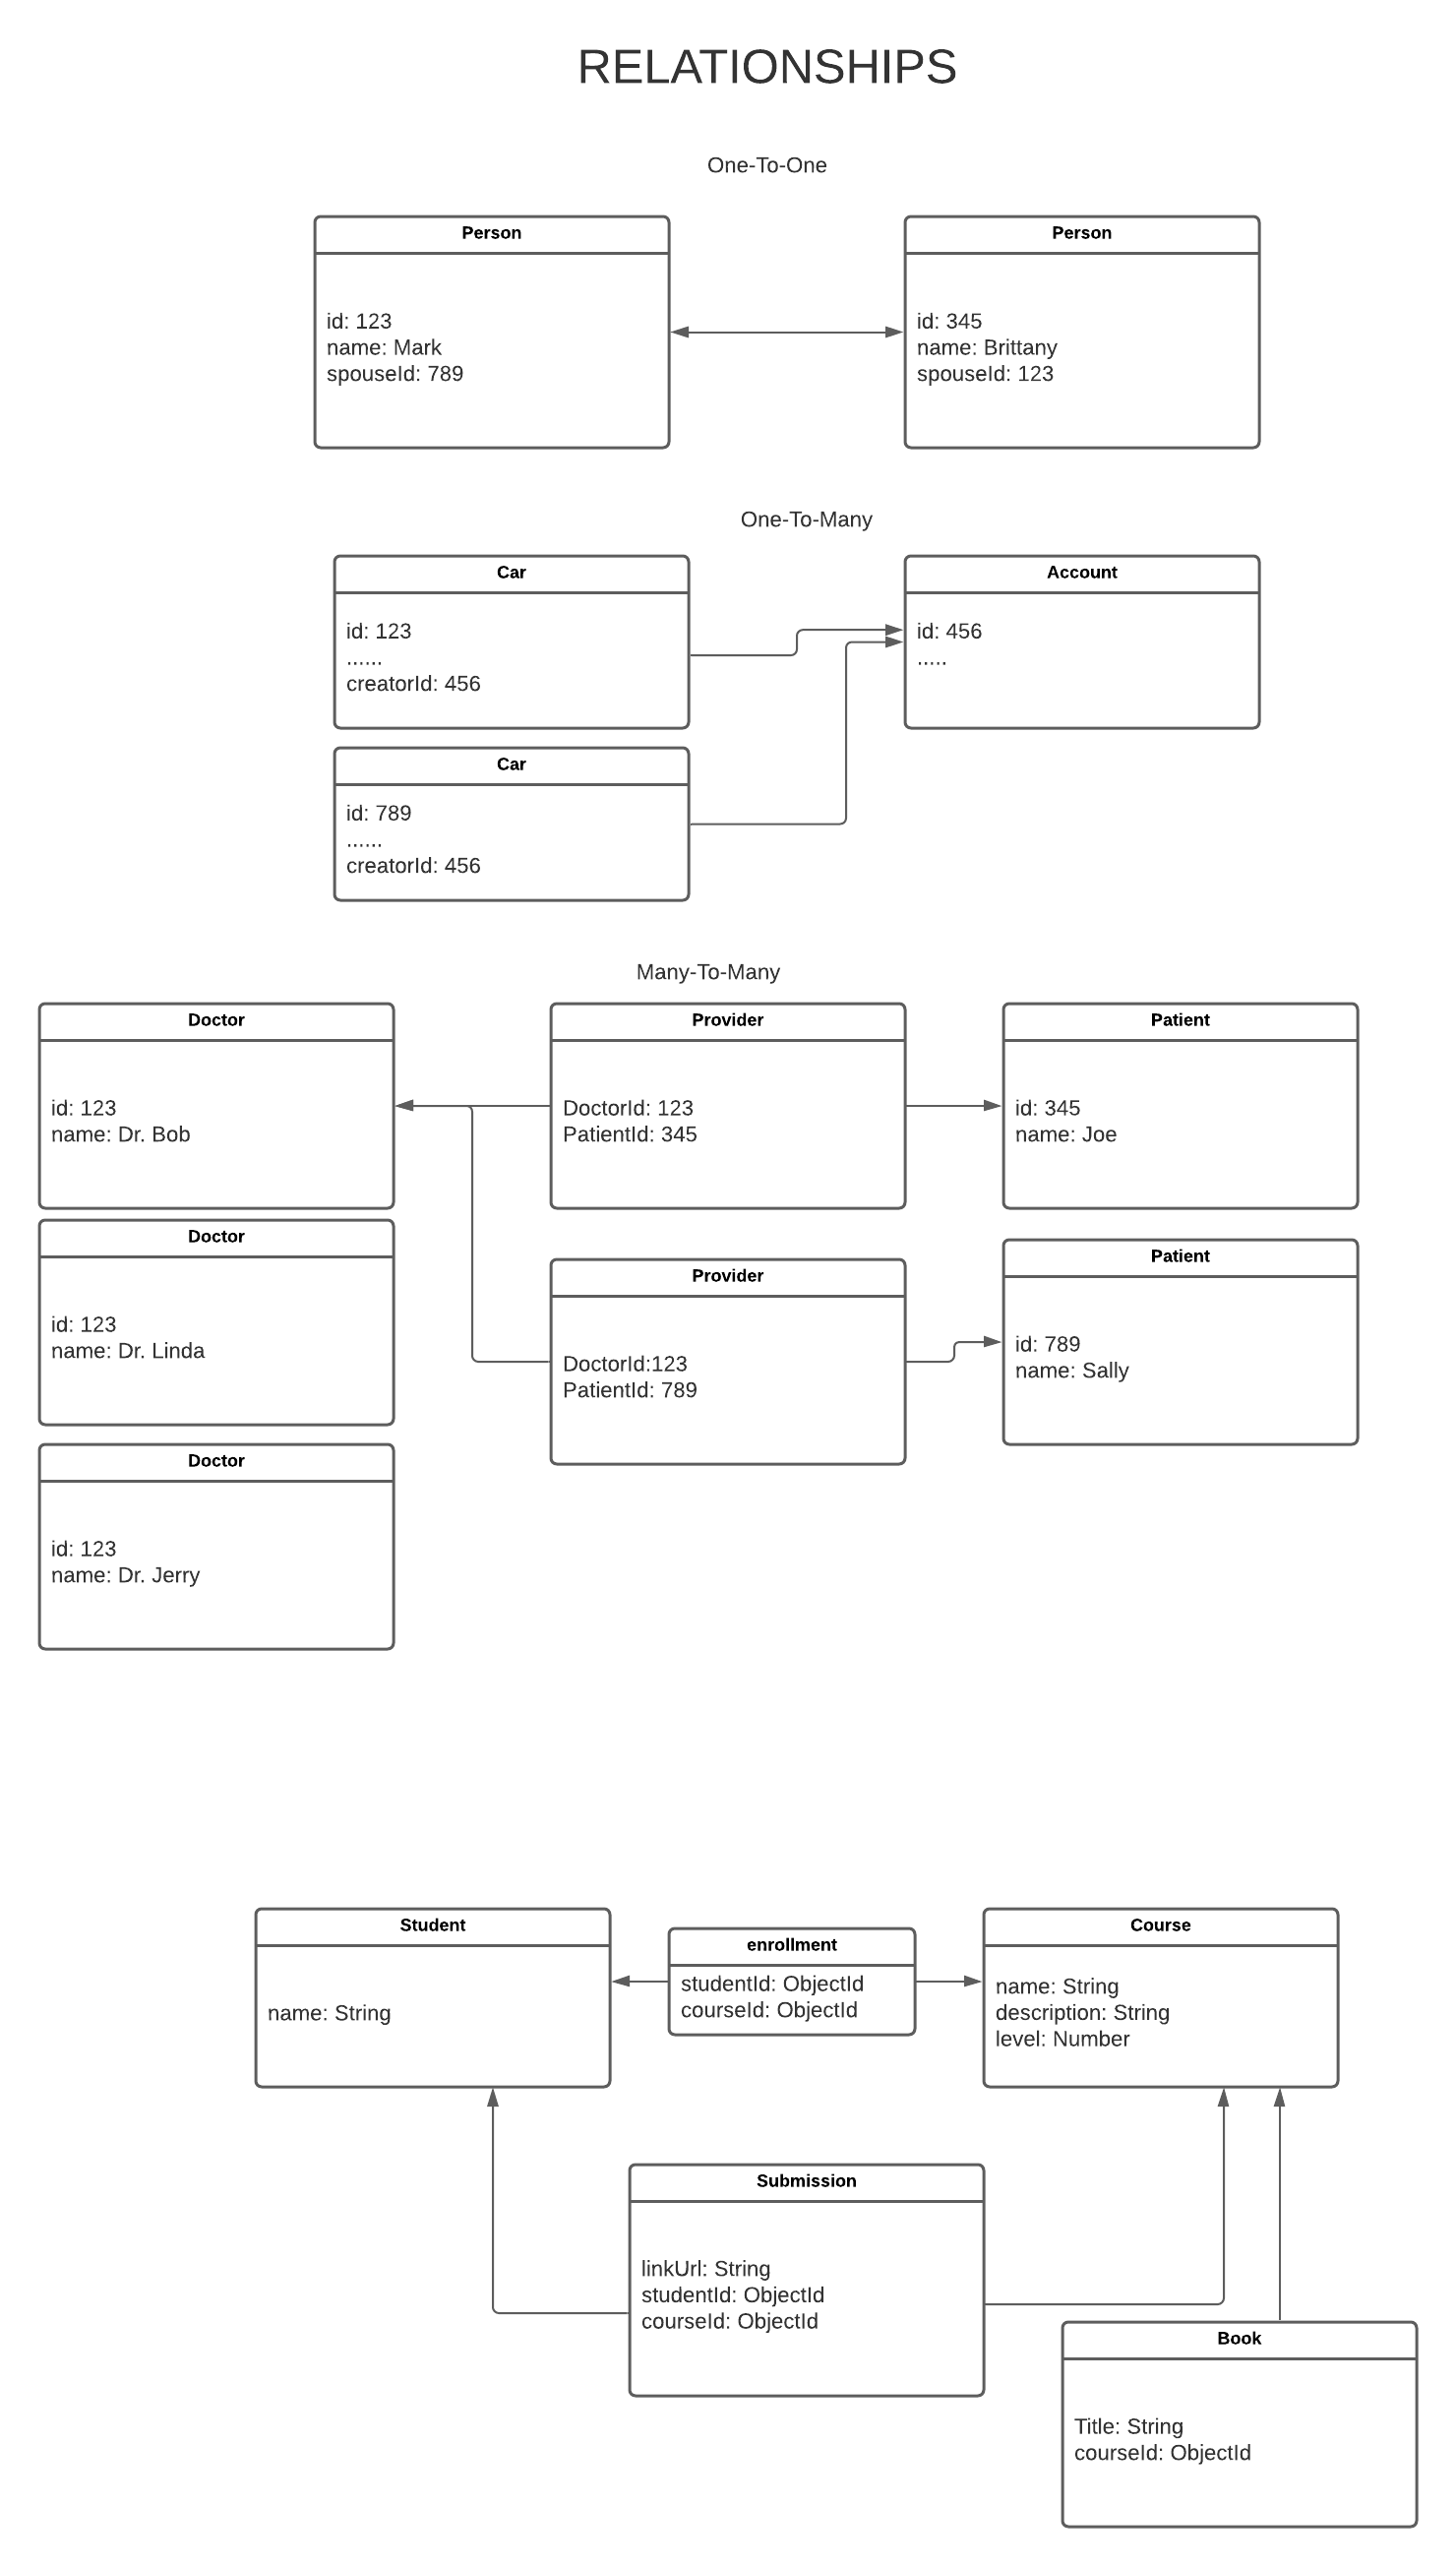 RELATIONSHIPS
One-To-One
Person
id: 123
name: Mark
spouseId: 789
Person
id: 345
name: Brittany
spouseId: 123
One-To-Many
Car
id: 123
......
creatorId: 456
Account
id: 456
.....
Car
id: 789
......
creatorId: 456
Many-To-Many
Doctor
id: 123
name: Dr. Bob
Provider
DoctorId: 123
PatientId: 345
Patient
id: 345
name: Joe
Doctor
id: 123
name: Dr. Linda
Provider
DoctorId:123
PatientId: 789
Patient
id: 789
name: Sally
Doctor
id: 123
name: Dr. Jerry
Student
name: String
enrollment
studentId: ObjectId
courseId: ObjectId
Course
name: String
description: String
level: Number
Submission
linkUrl: String
studentId: ObjectId
courseId: ObjectId
Book
Title: String
courseId: ObjectId